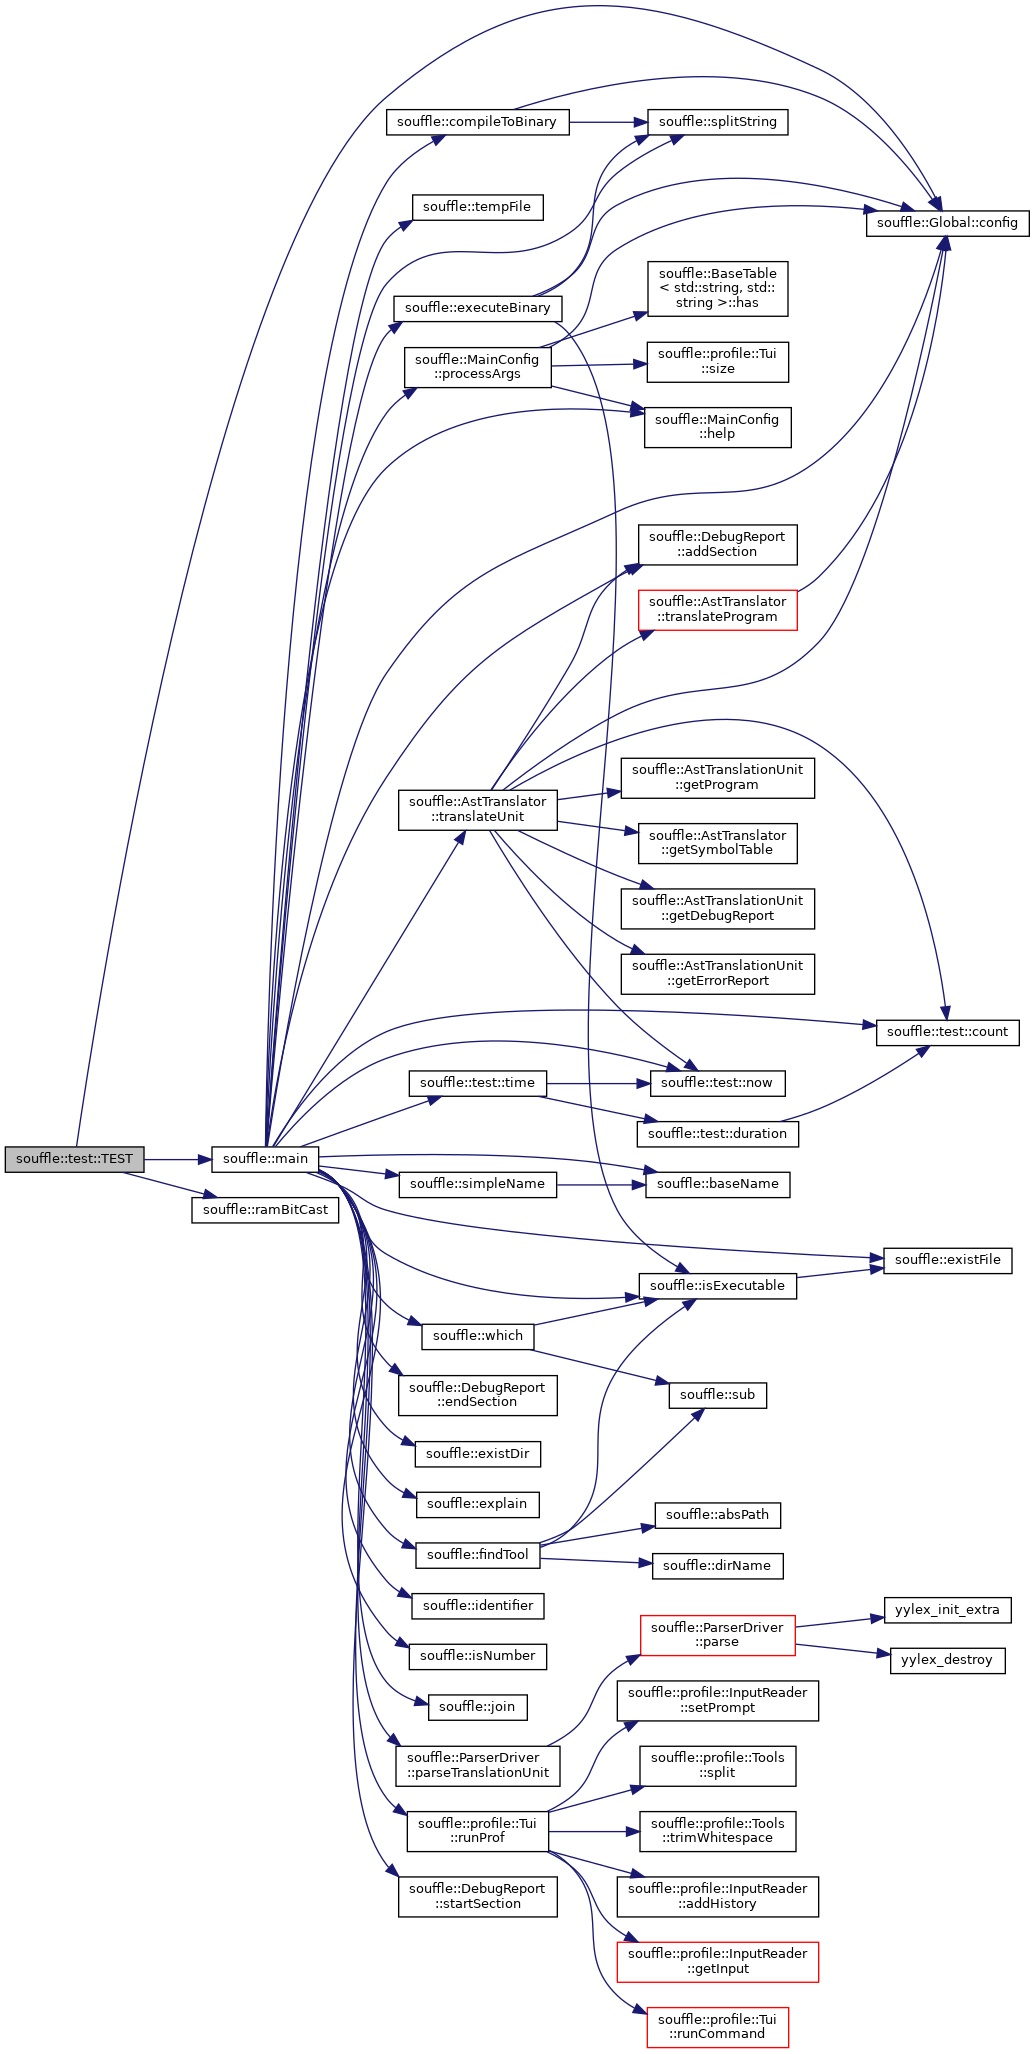 souffle::compileToBinary
souffle::splitString
souffle::tempFile
souffle::Global::config
souffle::BaseTable
< std::string, std::
string >::has
souffle::executeBinary
souffle::MainConfig
::processArgs
souffle::profile::Tui
::size
souffle::MainConfig
::help
souffle::DebugReport
::addSection
souffle::AstTranslator
::translateProgram
souffle::AstTranslator
::translateUnit
souffle::AstTranslationUnit
::getProgram
souffle::AstTranslator
::getSymbolTable
souffle::AstTranslationUnit
::getDebugReport
souffle::AstTranslationUnit
::getErrorReport
souffle::test::count
souffle::test::time
souffle::test::now
souffle::test::duration
souffle::test::TEST
souffle::main
souffle::simpleName
souffle::baseName
souffle::ramBitCast
souffle::existFile
souffle::isExecutable
souffle::which
souffle::DebugReport
::endSection
souffle::sub
souffle::existDir
souffle::explain
souffle::absPath
souffle::findTool
souffle::dirName
souffle::identifier
yylex_init_extra
souffle::ParserDriver
::parse
souffle::isNumber
yylex_destroy
souffle::profile::InputReader
::setPrompt
souffle::join
souffle::ParserDriver
::parseTranslationUnit
souffle::profile::Tools
::split
souffle::profile::Tui
::runProf
souffle::profile::Tools
::trimWhitespace
souffle::DebugReport
::startSection
souffle::profile::InputReader
::addHistory
souffle::profile::InputReader
::getInput
souffle::profile::Tui
::runCommand